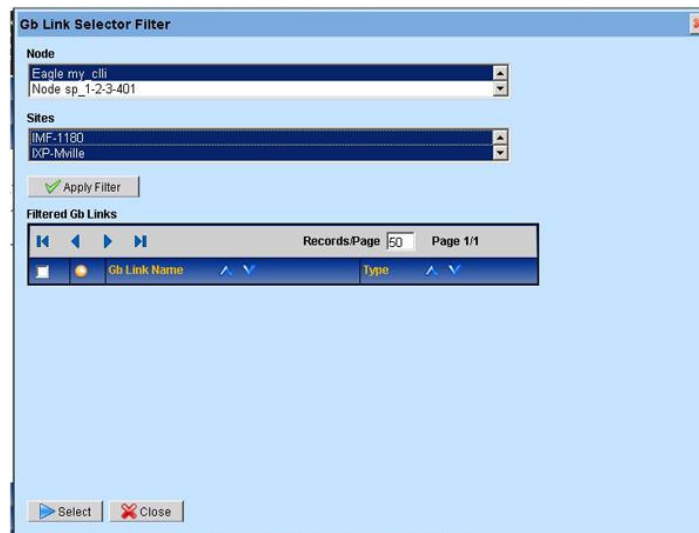 Gb Link Selector Filter
Node
Eagle my_clli
Node sp_1-2-3-401
Sites
IMF-1180
IXP-Mville
Apply Filter
Filtered Gb Links
Records/Page 50 Page 1/1
Gb Link Name Type
Select Close